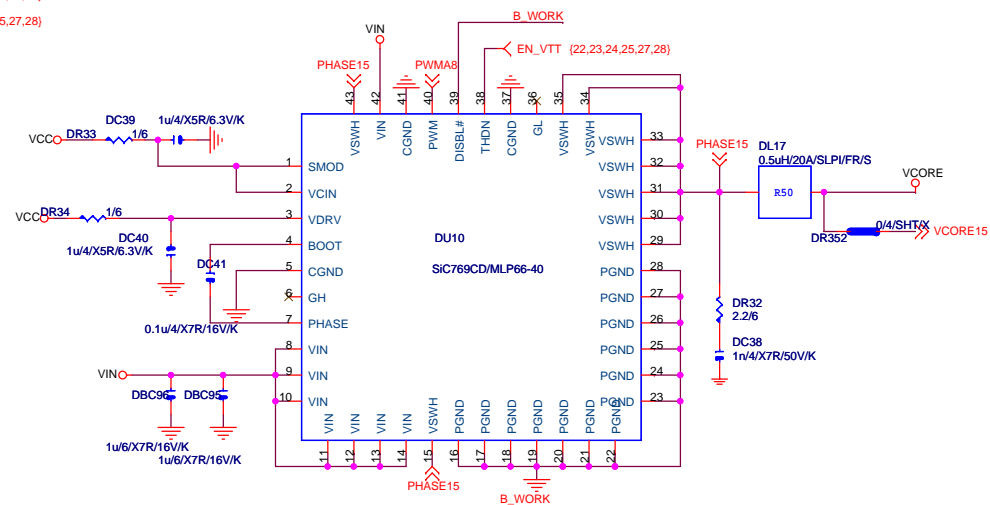 5,27,28}
B_WORK
VIN
EN_VTT {22,23,24,25,27,28}
PHASE15
PWMA8
43
42
41
40
39
38
37
36
35
34
VSWH
VIN
CGND
PWM
DISBL#
THDN
CGND
GL
VSWH
VSWH
DC39
1u/4/X5R/6.3V/K
VCC
DR33
1/6
1
SMOD
2
VCIN
VCC
DR34
1/6
3
VDRV
DC40
1u/4/X5R/6.3V/K
4
BOOT
DC41
5
CGND
6
GH
0.1u/4/X7R/16V/K
7
PHASE
8
VIN
VIN
9
VIN
10
VIN
DBC96
DBC95
1u/6/X7R/16V/K
1u/6/X7R/16V/K
DU10
SiC769CD/MLP66-40
VSWH
33
VSWH
32
VSWH
31
VSWH
30
VSWH
29
PGND
28
PGND
27
PGND
26
PGND
25
PGND
24
PGND
23
PHASE15
DL17
0.5uH/20A/SLPI/FR/S
R50
VCORE
0/4/SHT/X
DR352
VCORE15
DR32
2.2/6
DC38
1n/4/X7R/50V/K
VIN
VIN
VIN
VIN
VSWH
PGND
PGND
PGND
PGND
PGND
PGND
PGND
11
12
13
14
15
16
17
18
19
20
21
22
PHASE15
B_WORK